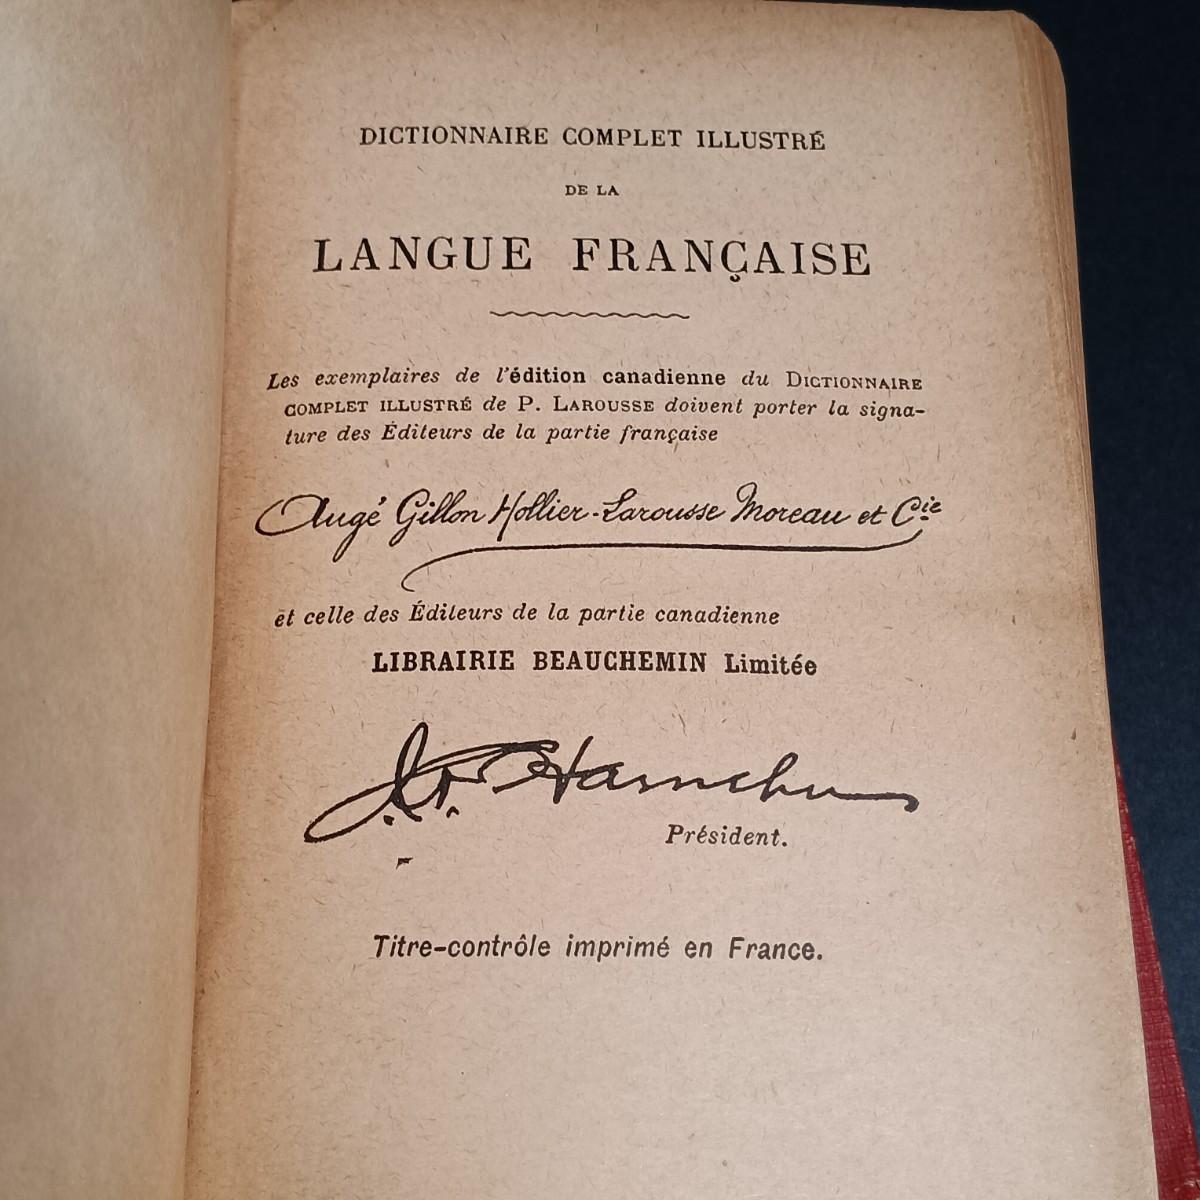 DICTIONNAIRE COMPLET ILLUSTRÉ
DE LA
LANGUE FRANÇAISE
Les exemplaires de l'édition canadienne du DICTIONNAIRE
COMPLET ILLUSTRÉ de P. LAROUSSE doivent porter la signa-
ture des Éditeurs de la partie française
Augé Gillon Hollier-Larousse Moreau et Cie
et celle des Éditeurs de la partie canadienne
LIBRAIRIE BEAUCHEMIN Limitée
Président.
Titre-contrôle imprimé en France.